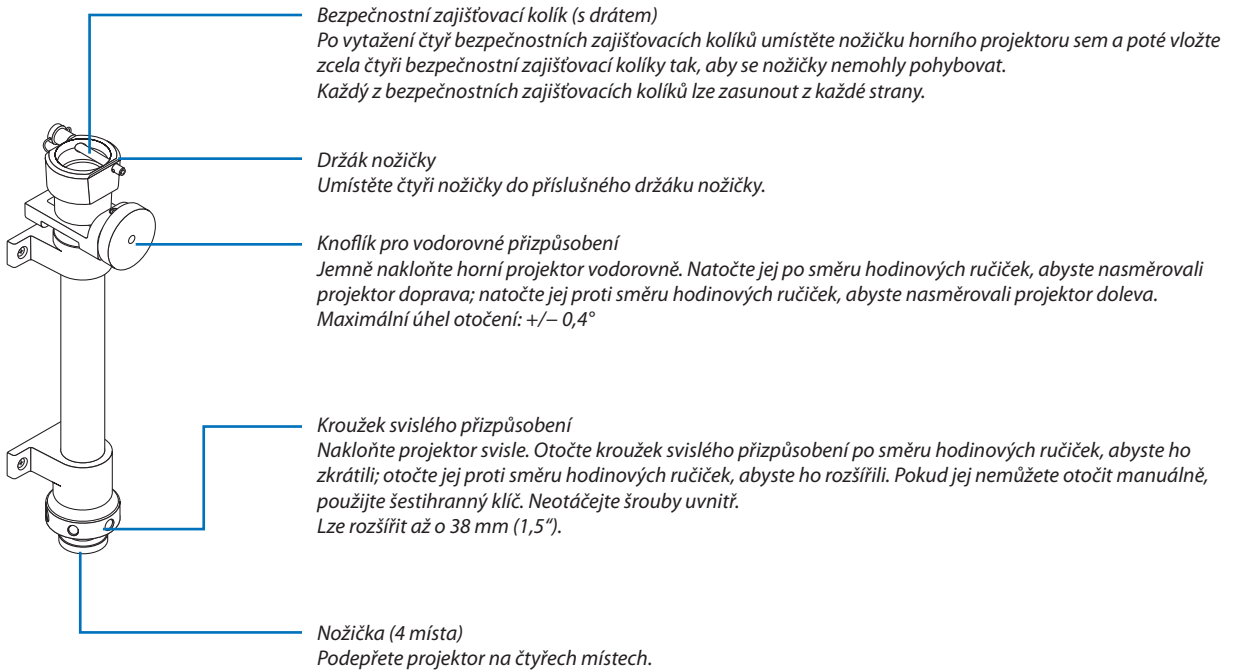 Bezpečnostní zajišťovací kolík (s drátem)
Po vytažení čtyř bezpečnostních zajišťovacích kolíků umístěte nožičku horního projektoru sem a poté vložte
zcela čtyři bezpečnostní zajišťovací kolíky tak, aby se nožičky nemohly pohybovat.
Každý z bezpečnostních zajišťovacích kolíků lze zasunout z každé strany.
Držák nožičky
Umístěte čtyři nožičky do příslušného držáku nožičky.
Knoflík pro vodorovné přizpůsobení
Jemně nakloňte horní projektor vodorovně. Natočte jej po směru hodinových ručiček, abyste nasměrovali
projektor doprava; natočte jej proti směru hodinových ručiček, abyste nasměrovali projektor doleva.
Maximální úhel otočení: +/− 0,4°
Kroužek svislého přizpůsobení
Nakloňte projektor svisle. Otočte kroužek svislého přizpůsobení po směru hodinových ručiček, abyste ho
zkrátili; otočte jej proti směru hodinových ručiček, abyste ho rozšířili. Pokud jej nemůžete otočit manuálně,
použijte šestihranný klíč. Neotáčejte šrouby uvnitř.
Lze rozšířit až o 38 mm (1,5“).
Nožička (4 místa)
Podepřete projektor na čtyřech místech.